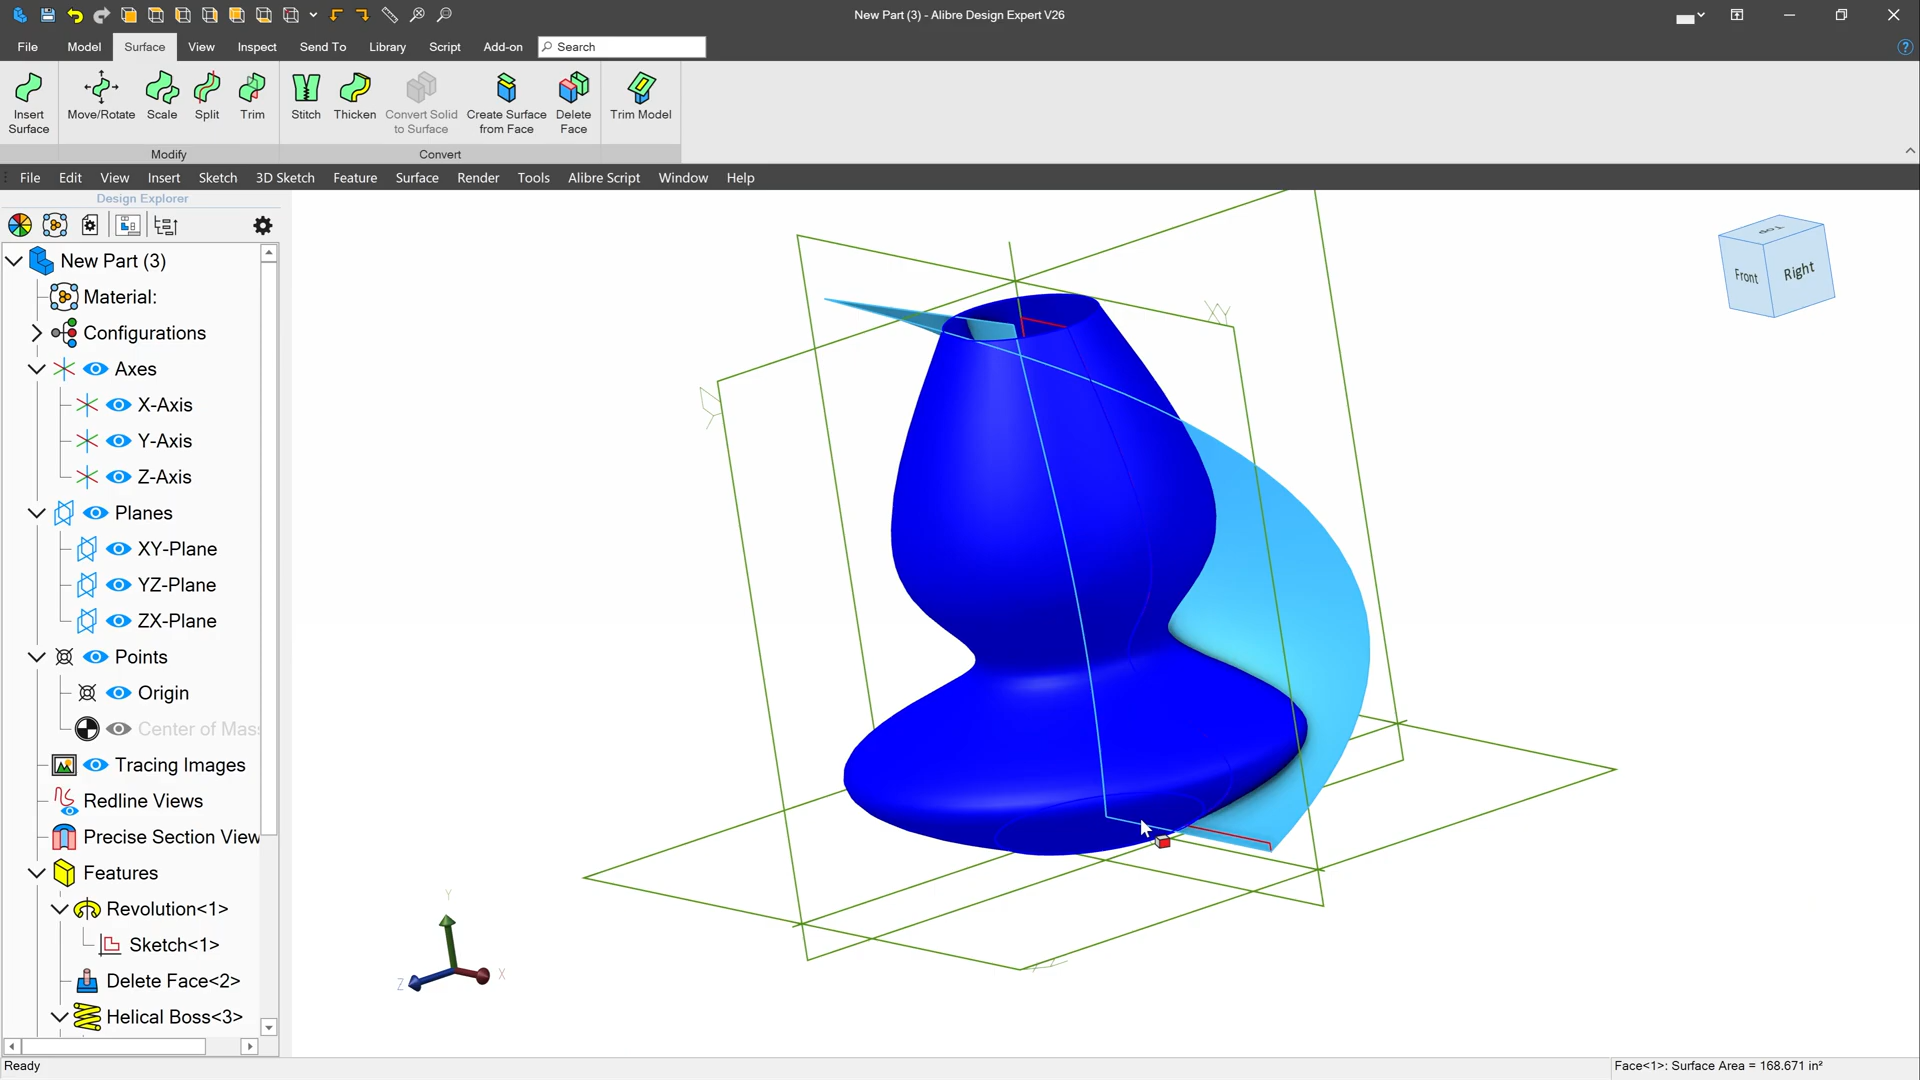 New Part (3) - Alibre Design Expert V26
File Model Surface View Inspect Send To Library Script Add-on Search
Insert Surface
Move/Rotate
Scale
Split
Trim
Stitch
Thicken
Convert Solid to Surface
Create Surface from Face
Delete Face
Trim Model
Modify
Convert
File Edit View Insert Sketch 3D Sketch Feature Surface Render Tools Alibre Script Window Help
Design Explorer
New Part (3)
Material:
Configurations
Axes
X-Axis
Y-Axis
Z-Axis
Planes
XY-Plane
YZ-Plane
ZX-Plane
Points
Origin
Center of Mas
Tracing Images
Redline Views
Precise Section View
Features
Revolution<1>
Sketch<1>
Delete Face<2>
Helical Boss<3>
Top
Front
Right
Y
Z
X
Ready
Face<1>: Surface Area = 168.671 in²